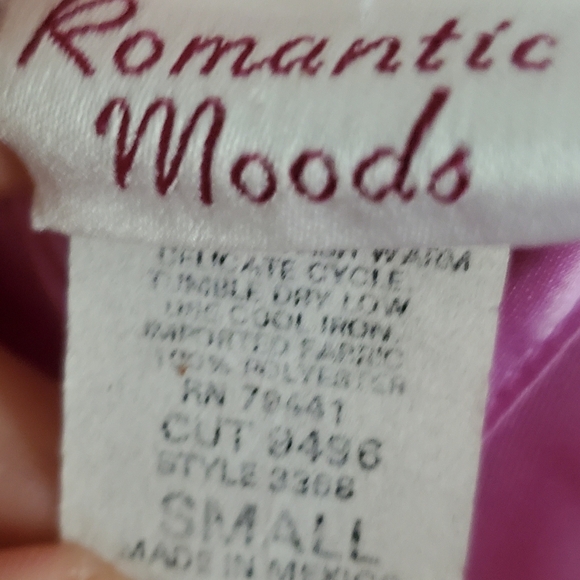 Romantic
Moods
WARM
DELICATE CYCLE.
TUMBLE DRY LOW
USE COOL IRON.
IMPORTED FABRIC
100% POLYESTER
RN
CUT 9496
STYLE
SMALL
MADE IN MEXICO